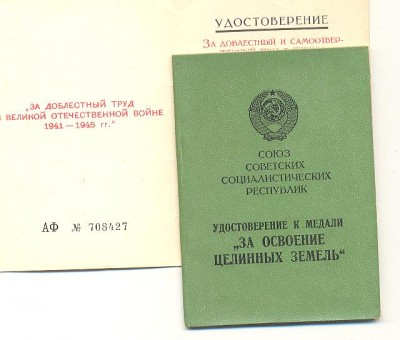 УДОСТОВЕРЕНИЕ
ЗА ДОБЛЕСТНЫЙ И САМООТВЕР-
„ЗА ДОБЛЕСТНЫЙ ТРУД
В ВЕЛИКОЙ ОТЕЧЕСТВЕННОЙ ВОЙНЕ
1941—1945 гг."
АФ № 708427
СОЮЗ
СОВЕТСКИХ
СОЦИАЛИСТИЧЕСКИХ
РЕСПУБЛИК
УДОСТОВЕРЕНИЕ К МЕДАЛИ
„ЗА ОСВОЕНИЕ
ЦЕЛИННЫХ ЗЕМЕЛЬ"